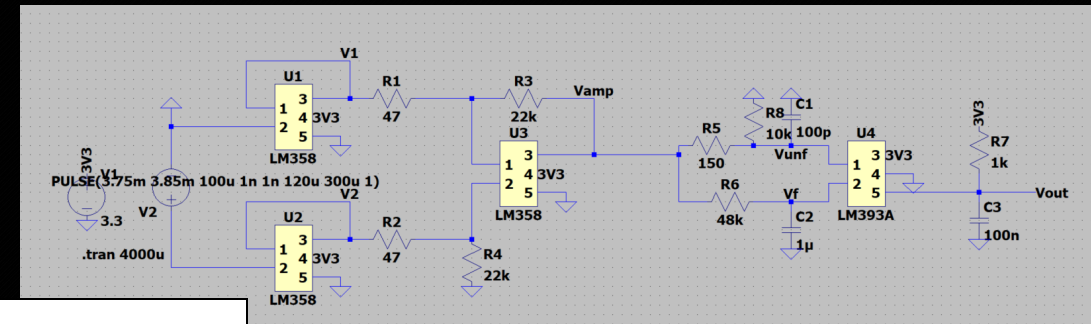 V1
U1
R1
R3
3
1
4 3V3
2
5
47
22k
Vamp
LM358
U3
3
1
4 3V3
2
5
LM358
3V3
V1
PULSE(3.75m 3.85m 100u 1n 1n 120u 300u 1)
3.3
V2
.tran 4000u
V2
U2
R2
3
1
4 3V3
2
5
47
LM358
R4
22k
R5
150
R8
10k
C1
100p
Vunf
R6
48k
Vf
C2
1µ
U4
1
3 3V3
2
4
5
LM393A
3V3
R7
1k
Vout
C3
100n